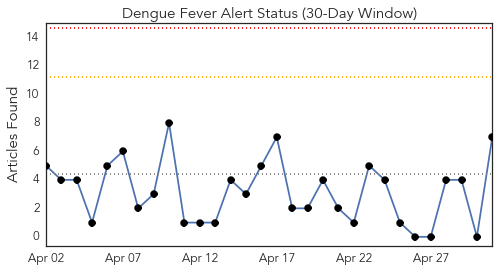 Dengue Fever Alert Status (30-Day Window)
Articles Found
14
12
10
8
6
4
2
0
Apr 02 Apr 07 Apr 12 Apr 17 Apr 22 Apr 27